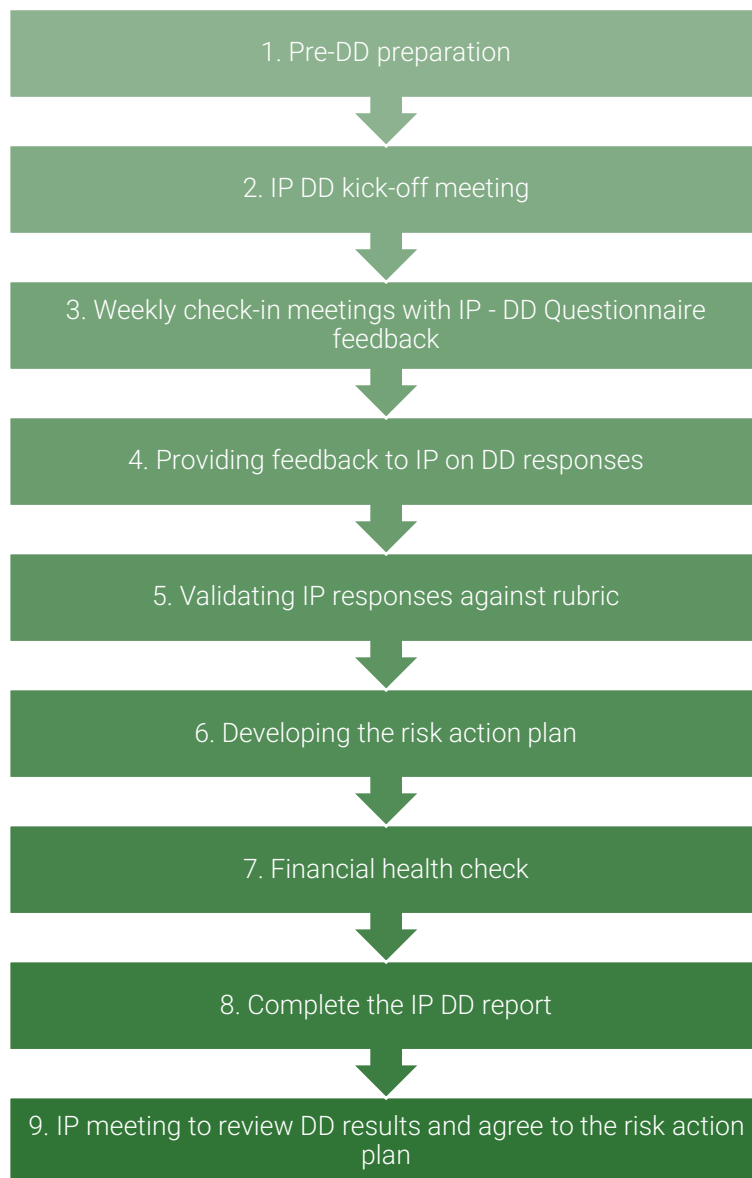 1. Pre-DD preparation
2. IP DD kick-off meeting
3. Weekly check-in meetings with IP - DD Questionnaire
feedback
4. Providing feedback to IP on DD responses
5. Validating IP responses against rubric
6. Developing the risk action plan
7. Financial health check
8. Complete the IP DD report
9. IP meeting to review DD results and agree to the risk action
plan